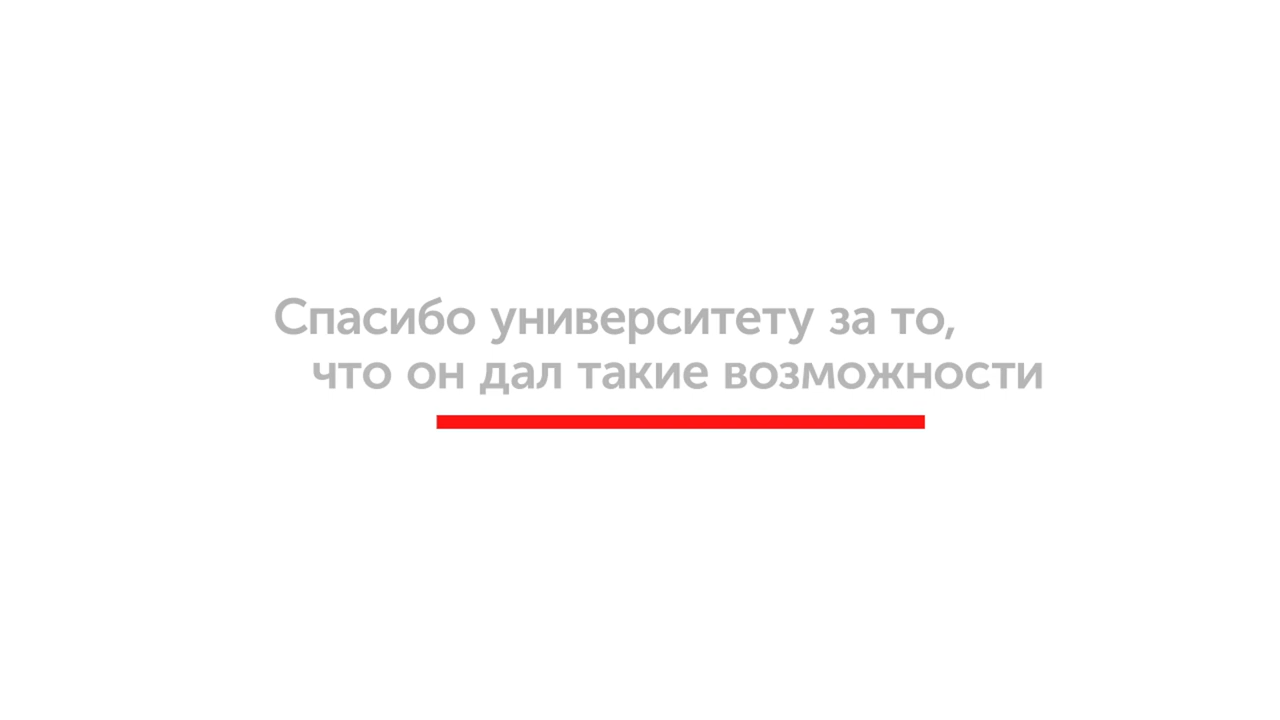 Спасибо университету за то,
что он дал такие возможности